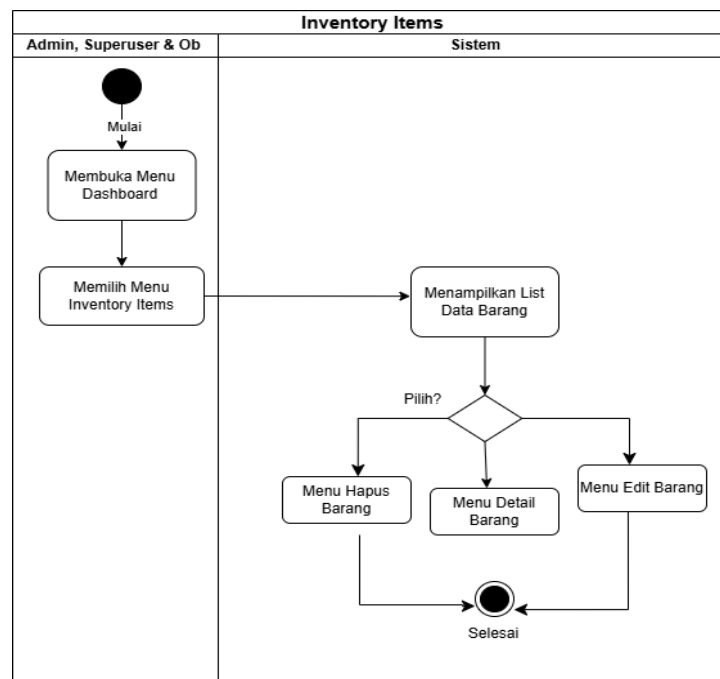 Inventory Items
Admin, Superuser & Ob
Sistem
Mulai
Membuka Menu
Dashboard
Memilih Menu
Inventory Items
Menampilkan List
Data Barang
Pilih?
Menu Hapus
Barang
Menu Detail
Barang
Menu Edit Barang
Selesai